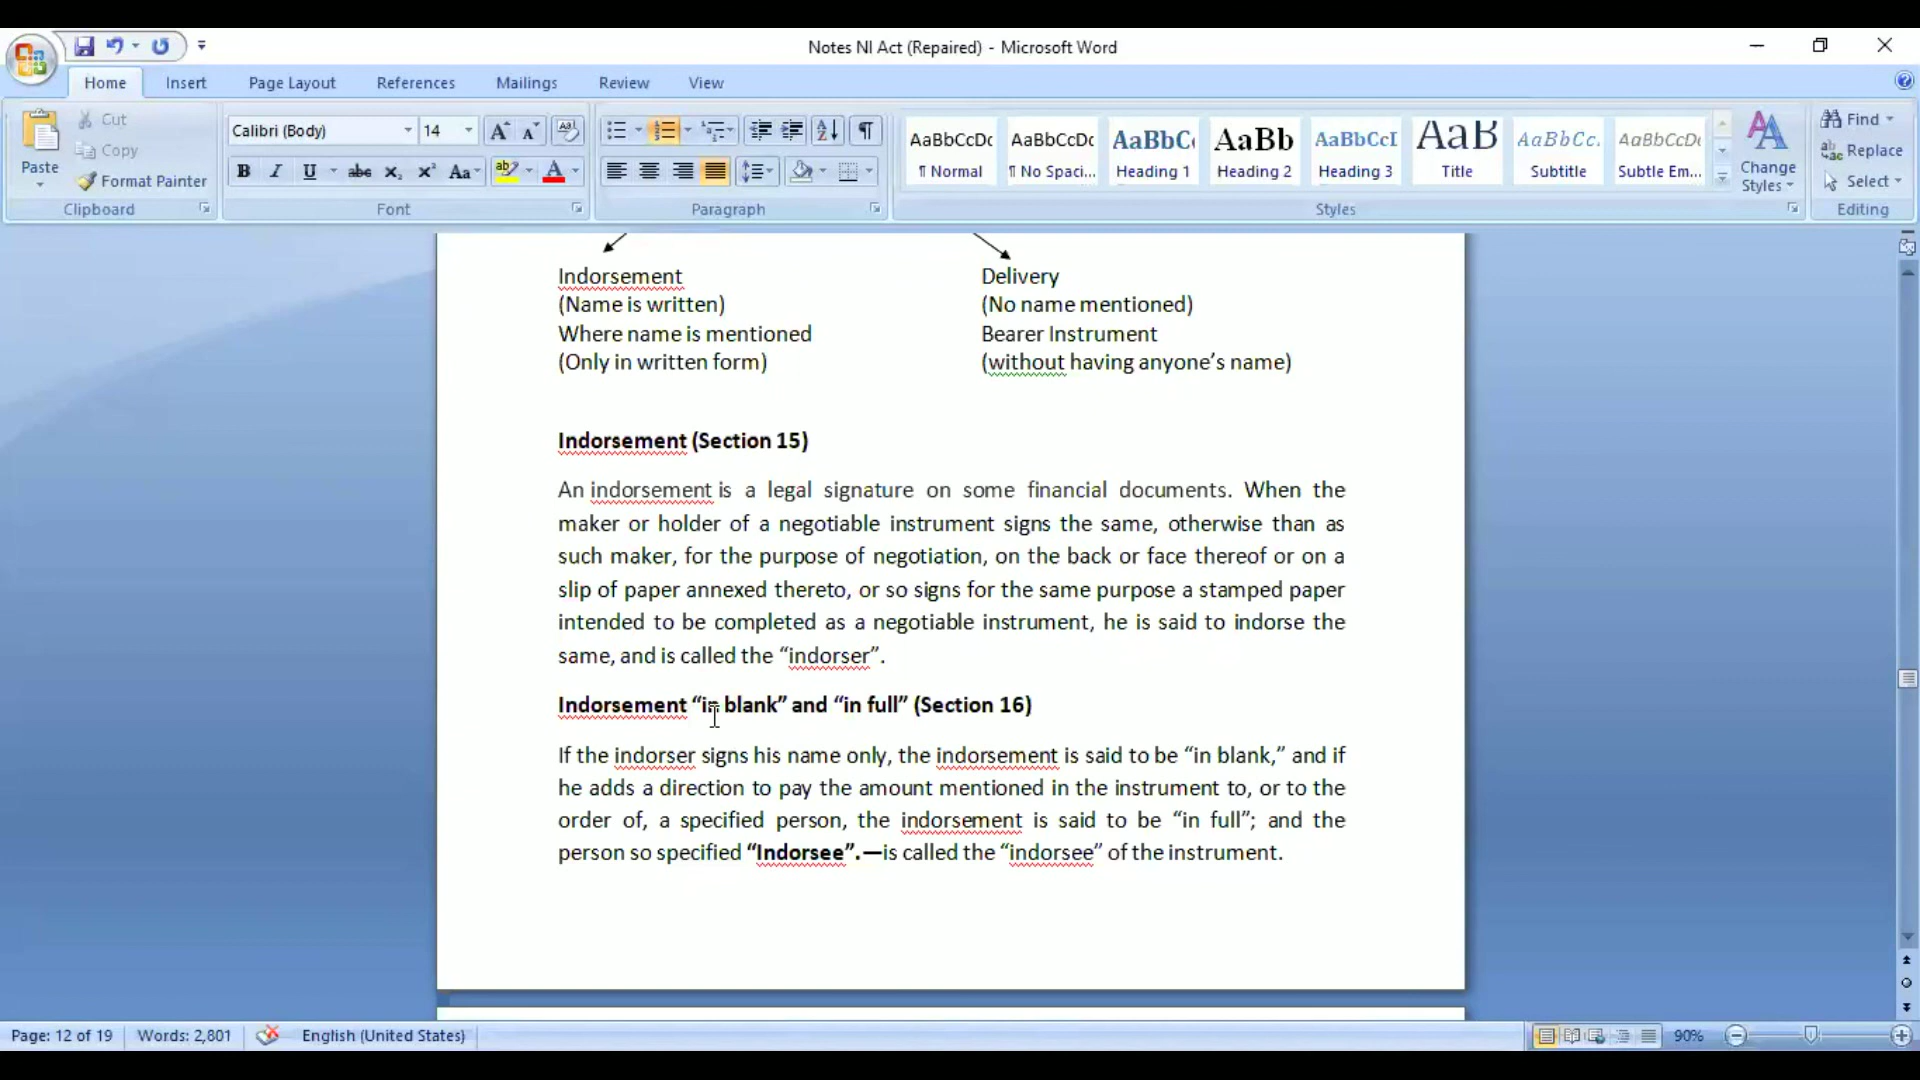 Notes NI Act (Repaired) - Microsoft Word
Home Insert Page Layout References Mailings Review View
Paste
Cut
Copy
Format Painter
Clipboard
Calibri (Body) 14
Font
Paragraph
AaBbCcDc AaBbCcDc AaBbC( AaBb AaBbCcI AaB AaBbCc. AaBbCcDc
¶ Normal ¶ No Spaci... Heading 1 Heading 2 Heading 3 Title Subtitle Subtle Em...
Change Styles
Styles
Find
Replace
Select
Editing
Indorsement Delivery
(Name is written) (No name mentioned)
Where name is mentioned Bearer Instrument
(Only in written form) (without having anyone’s name)
Indorsement (Section 15)
An indorsement is a legal signature on some financial documents. When the
maker or holder of a negotiable instrument signs the same, otherwise than as
such maker, for the purpose of negotiation, on the back or face thereof or on a
slip of paper annexed thereto, or so signs for the same purpose a stamped paper
intended to be completed as a negotiable instrument, he is said to indorse the
same, and is called the “indorser”.
Indorsement “in blank” and “in full” (Section 16)
If the indorser signs his name only, the indorsement is said to be “in blank,” and if
he adds a direction to pay the amount mentioned in the instrument to, or to the
order of, a specified person, the indorsement is said to be “in full”; and the
person so specified “Indorsee”.—is called the “indorsee” of the instrument.
Page: 12 of 19 Words: 2,801 English (United States) 90%